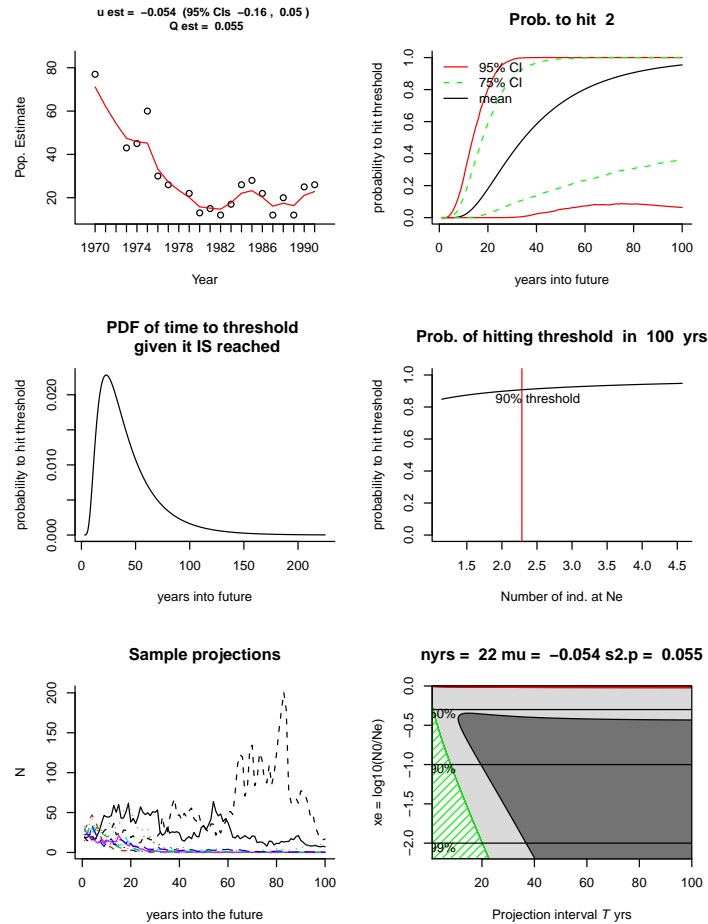 u est = −0.054 (95% CIs −0.16 , 0.05 )
Q est = 0.055
Pop. Estimate
80
60
40
20
1970
1974
1978
1982
1986
1990
Year
Prob. to hit 2
probability to hit threshold
1.0
0.8
0.6
0.4
0.2
0.0
95% CI
75% CI
mean
0
20
40
60
80
100
years into future
PDF of time to threshold
given it IS reached
probability to hit threshold
0.020
0.010
0.000
0
50
100
150
200
years into future
Prob. of hitting threshold in 100 yrs
probability to hit threshold
1.0
0.8
0.6
0.4
0.2
0.0
90% threshold
1.5
2.0
2.5
3.0
3.5
4.0
4.5
Number of ind. at Ne
Sample projections
N
200
150
100
50
0
0
20
40
60
80
100
years into the future
nyrs = 22 mu = −0.054 s2.p = 0.055
xe = log10(N0/Ne)
0.0
−0.5
−1.0
−1.5
−2.0
50%
90%
99%
20
40
60
80
100
Projection interval T yrs